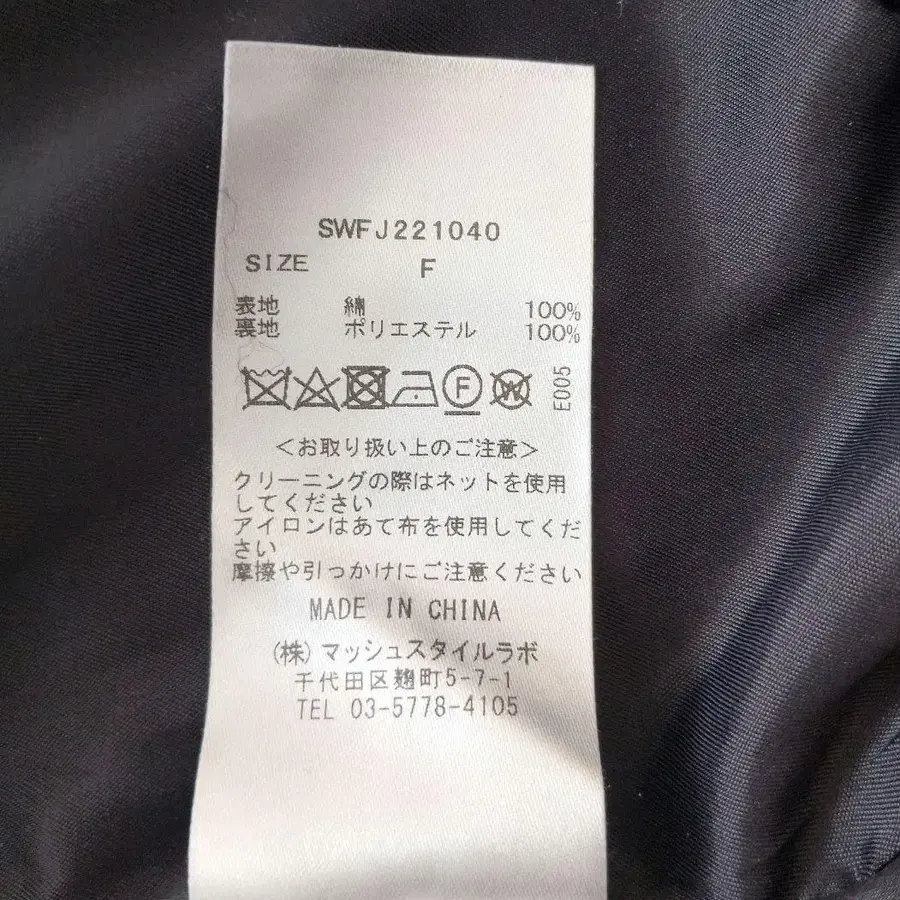 SWFJ221040
SIZE F
表地 綿 100%
裏地 ポリエステル 100%
F W E005
<お取り扱い上のご注意>
クリーニングの際はネットを使用
してください
アイロンはあて布を使用してくだ
さい
摩擦や引っかけにご注意ください
MADE IN CHINA
(株)マッシュスタイルラボ
千代田区麹町5-7-1
TEL 03-5778-4105